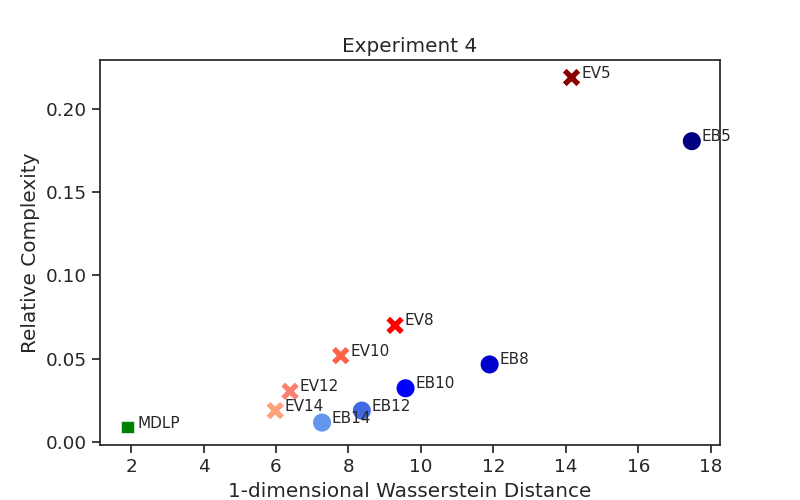 Experiment 4
Relative Complexity
0.20
0.15
0.10
0.05
0.00
EV5
EB5
EV8
EV10
EB8
EV12
EB10
EV14
EB12
EB14
MDLP
2 4 6 8 10 12 14 16 18
1-dimensional Wasserstein Distance